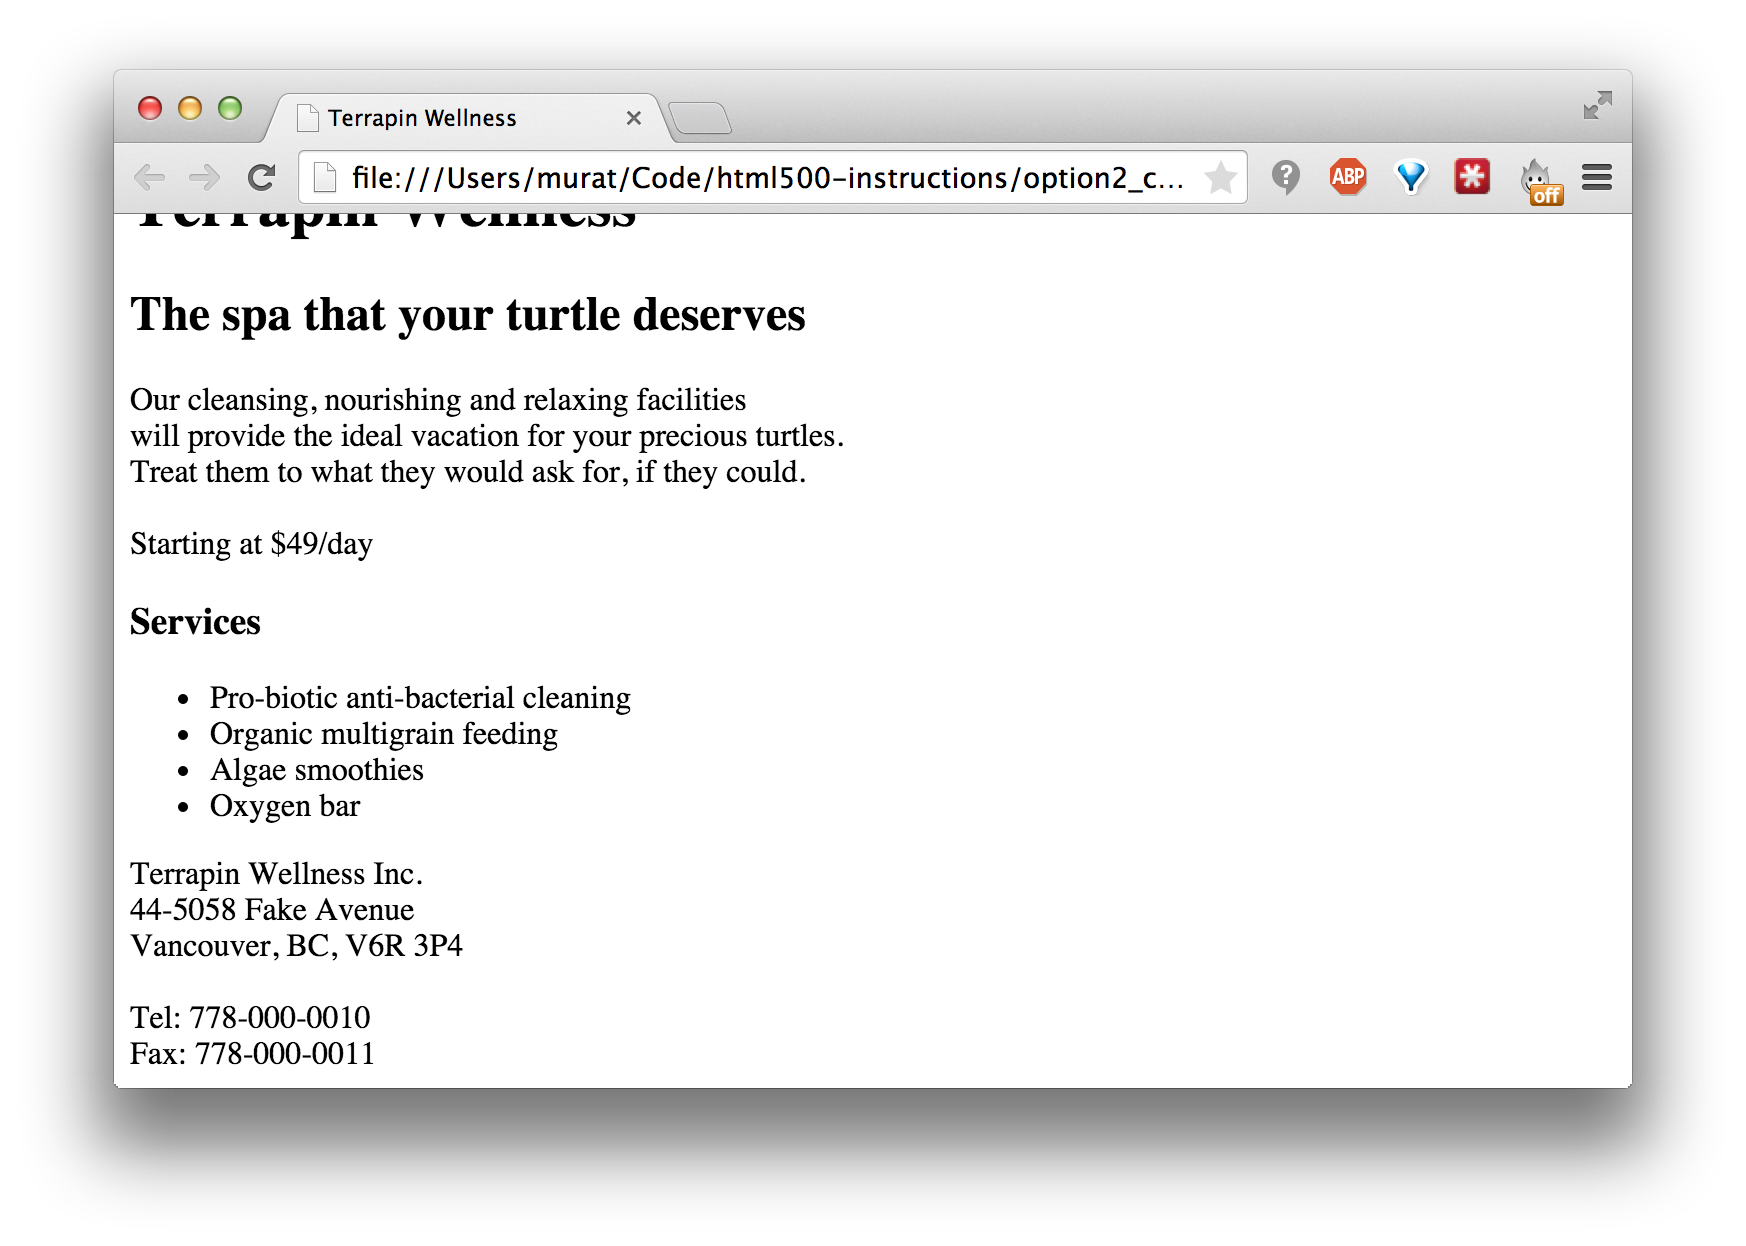 Terrapin Wellness
file:///Users/murat/Code/html500-instructions/option2_c...
ABP
off
Terrapin Wellness
The spa that your turtle deserves
Our cleansing, nourishing and relaxing facilities
will provide the ideal vacation for your precious turtles.
Treat them to what they would ask for, if they could.
Starting at $49/day
Services
• Pro-biotic anti-bacterial cleaning
• Organic multigrain feeding
• Algae smoothies
• Oxygen bar
Terrapin Wellness Inc.
44-5058 Fake Avenue
Vancouver, BC, V6R 3P4
Tel: 778-000-0010
Fax: 778-000-0011